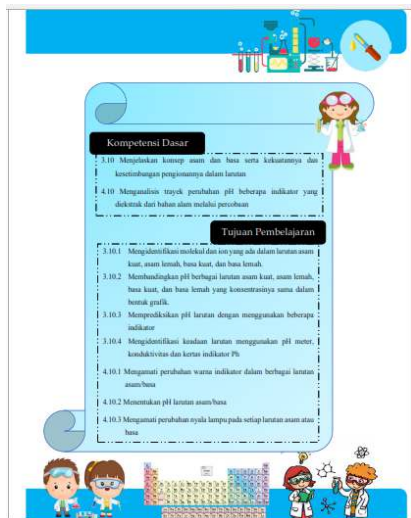 Kompetensi Dasar
3.10 Menjelaskan konsep asam dan basa serta kekuatannya dan
kesetimbangan pengionannya dalam larutan
4.10 Menganalisis trayek perubahan pH beberapa indikator yang
diekstrak dari bahan alam melalui percobaan
Tujuan Pembelajaran
3.10.1 Mengidentifikasi molekul dan ion yang ada dalam larutan asam
kuat, asam lemah, basa kuat, dan basa lemah.
3.10.2 Membandingkan pH berbagai larutan asam kuat, asam lemah,
basa kuat, dan basa lemah yang konsentrasinya sama dalam
bentuk grafik.
3.10.3 Memprediksikan pH larutan dengan menggunakan beberapa
indikator
3.10.4 Mengidentifikasi keadaan larutan menggunakan pH meter,
konduktivitas dan kertas indikator Ph
4.10.1 Mengamati perubahan warna indikator dalam berbagai larutan
asam/basa
4.10.2 Menentukan pH larutan asam/basa
4.10.3 Mengamati perubahan nyala lampu pada setiap larutan asam atau
basa